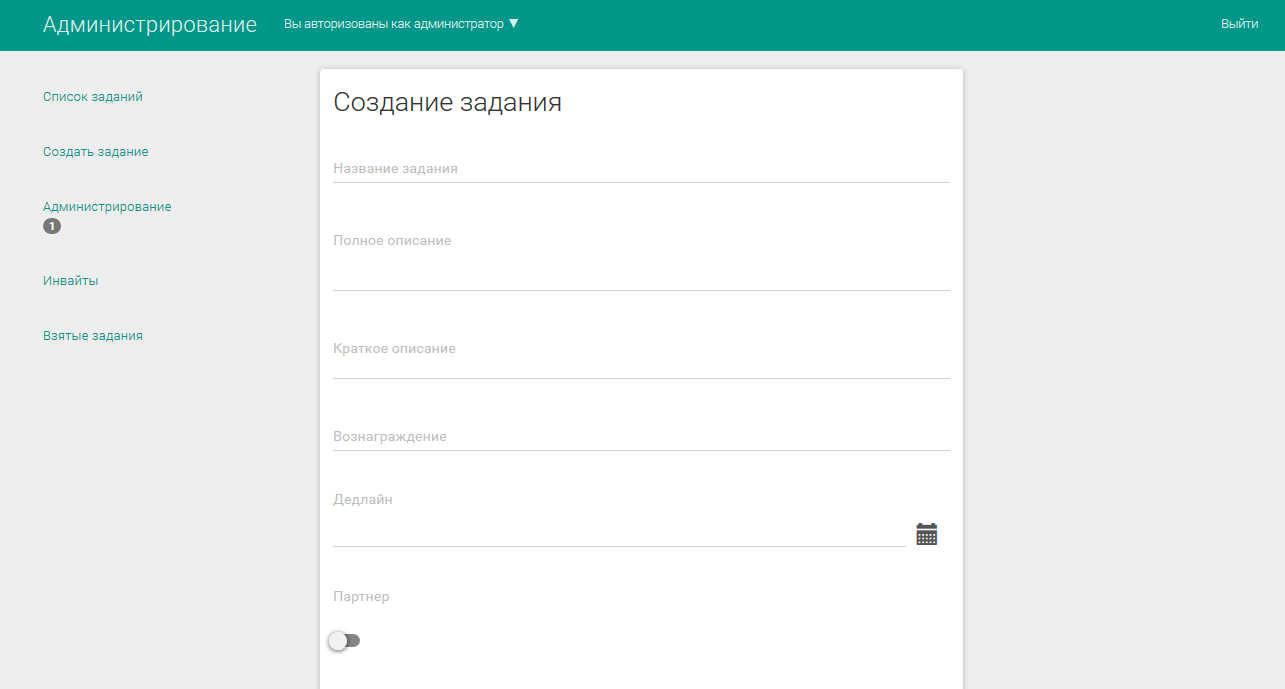 Администрирование
Вы авторизованы как администратор ▼
Выйти
Список заданий
Создать задание
Администрирование
1
Инвайты
Взятые задания
Создание задания
Название задания
Полное описание
Краткое описание
Вознаграждение
Дедлайн
Партнер